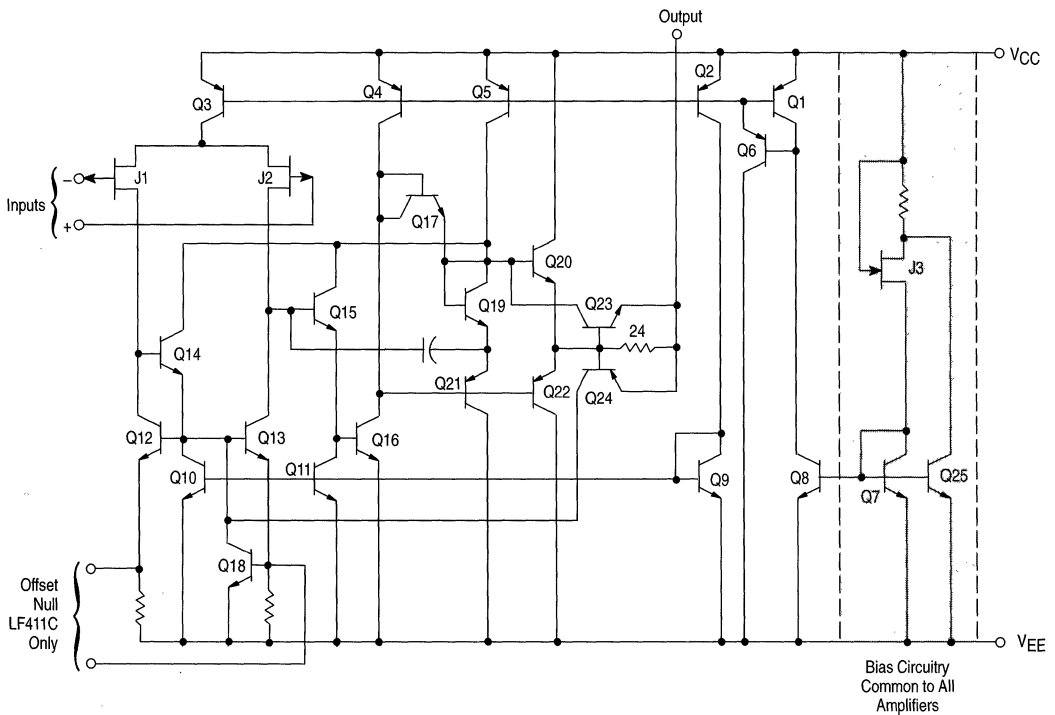 Output
VCC
Q3
Q4
Q5
Q2
Q1
Q6
Inputs
–
+
J1
J2
Q17
Q20
Q19
Q15
Q14
Q23
24
J3
Q21
Q22
Q24
Q12
Q13
Q10
Q11
Q16
Q9
Q8
Q7
Q25
Q18
Offset
Null
LF411C
Only
VEE
Bias Circuitry
Common to All
Amplifiers